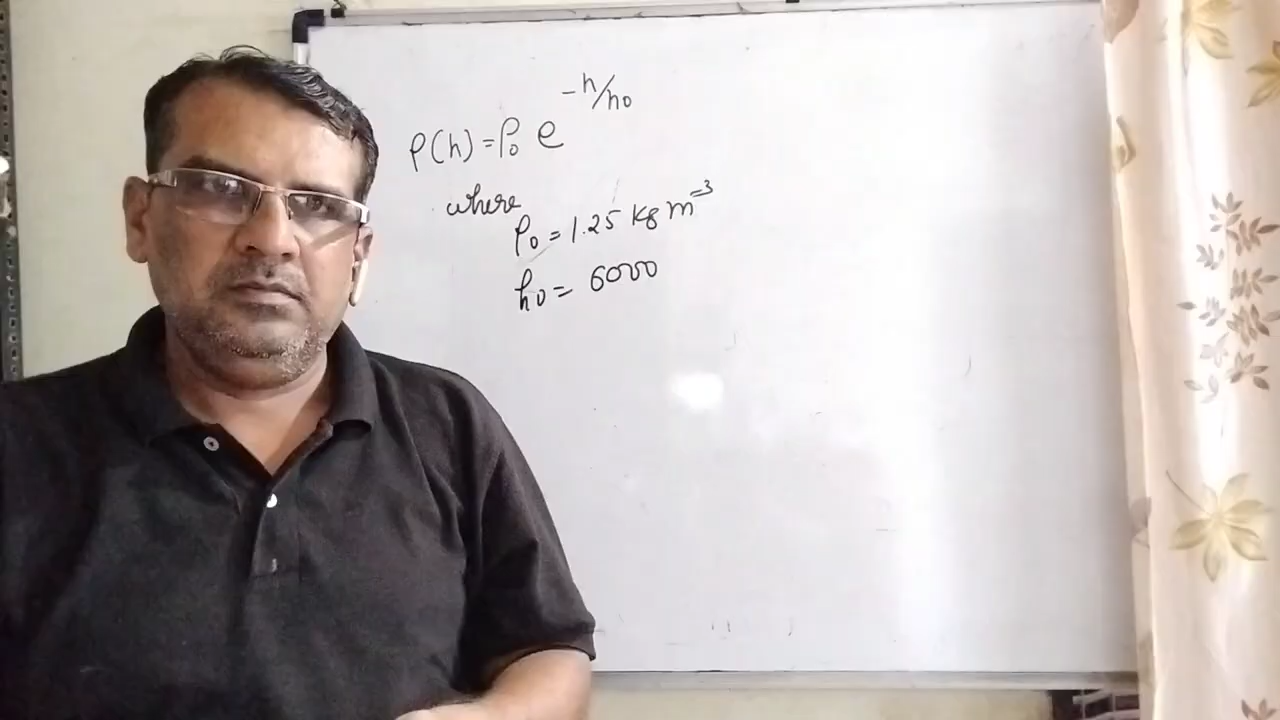 ρ(h) = ρ₀ e^(-h/h₀)
where
ρ₀ = 1.25 kg m⁻³
h₀ = 6000